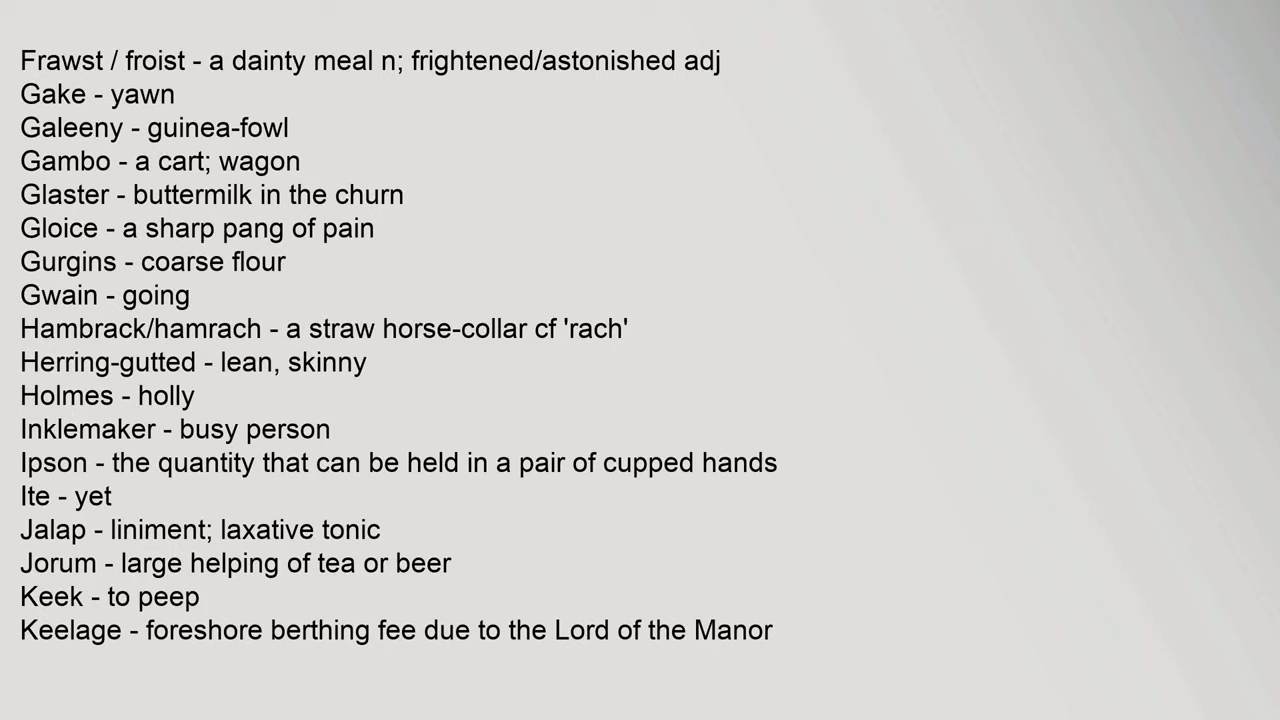 Frawst / froist - a dainty meal n; frightened/astonished adj
Gake - yawn
Galeeny - guinea-fowl
Gambo - a cart; wagon
Glaster - buttermilk in the churn
Gloice - a sharp pang of pain
Gurgins - coarse flour
Gwain - going
Hambrack/hamrach - a straw horse-collar cf 'rach'
Herring-gutted - lean, skinny
Holmes - holly
Inklemaker - busy person
Ipson - the quantity that can be held in a pair of cupped hands
Ite - yet
Jalap - liniment; laxative tonic
Jorum - large helping of tea or beer
Keek - to peep
Keelage - foreshore berthing fee due to the Lord of the Manor